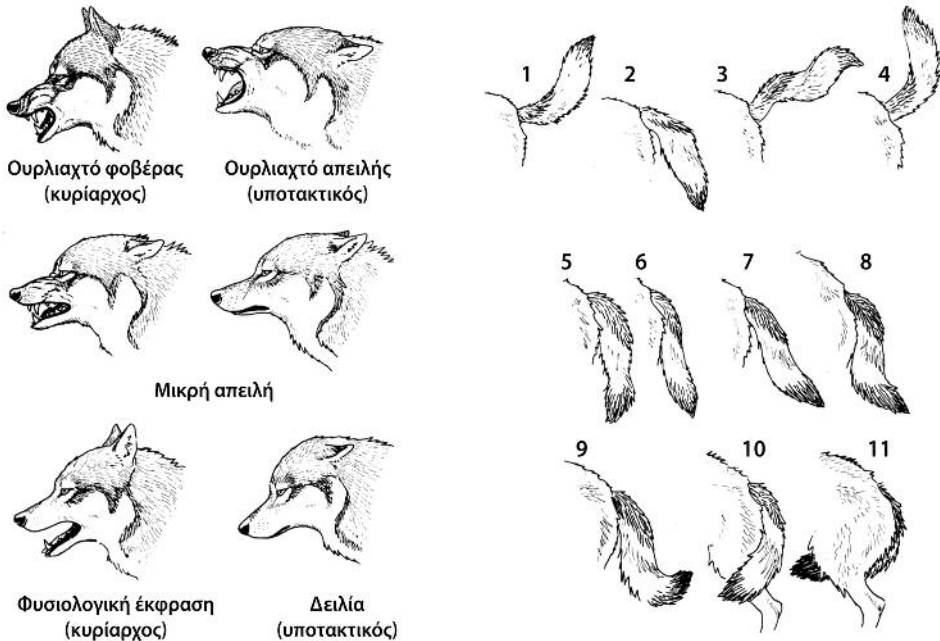 Ουρλιαχτό φοβέρας
(κυρίαρχος)
Ουρλιαχτό απειλής
(υποτακτικός)
Μικρή απειλή
Φυσιολογική έκφραση
(κυρίαρχος)
Δειλία
(υποτακτικός)
1
2
3
4
5
6
7
8
9
10
11